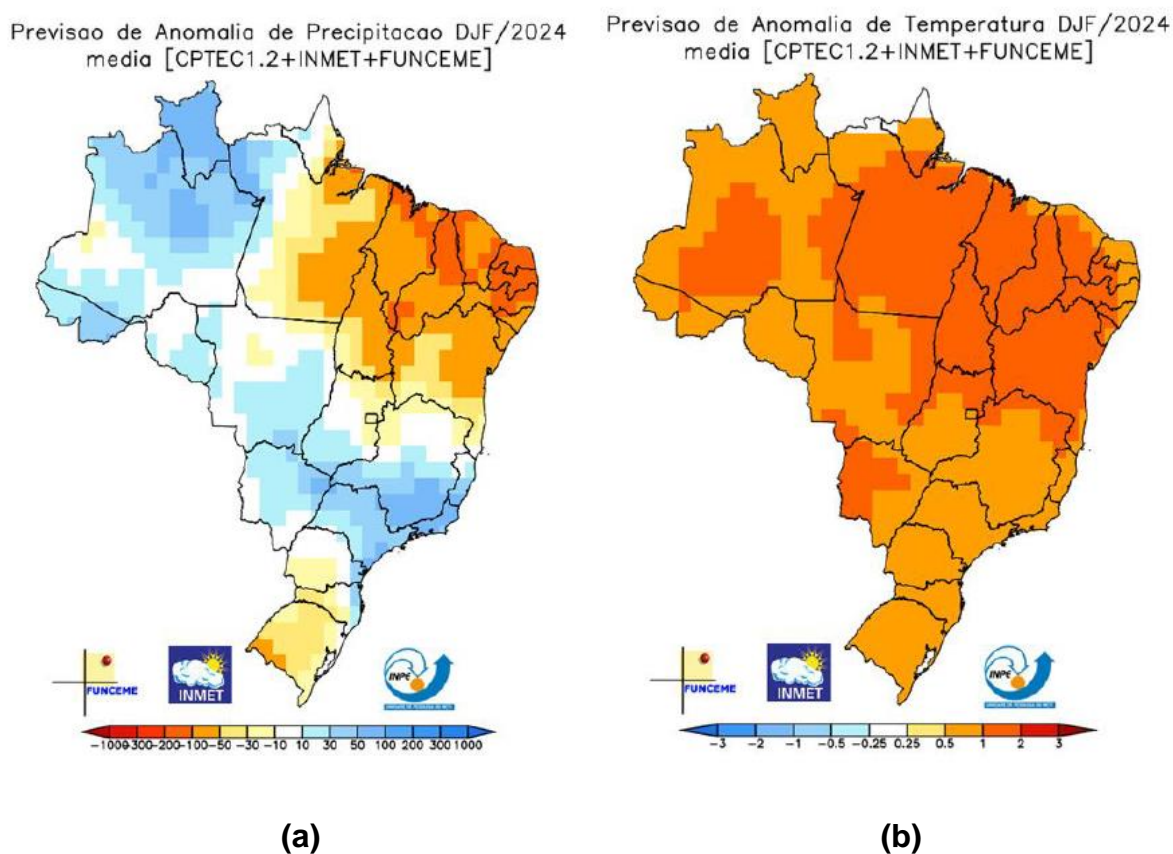 Previsao de Anomalia de Precipitacao DJF/2024
media [CPTEC1.2+INMET+FUNCEME]
Previsao de Anomalia de Temperatura DJF/2024
media [CPTEC1.2+INMET+FUNCEME]
FUNCEME
INMET
INPE
FUNCEME
INMET
INPE
-1000 -300 -200 -100 -50 -30 -10 10 30 50 100 200 300 1000
-3 -2 -1 -0.5 -0.25 0.25 0.5 1 2 3
(a)
(b)